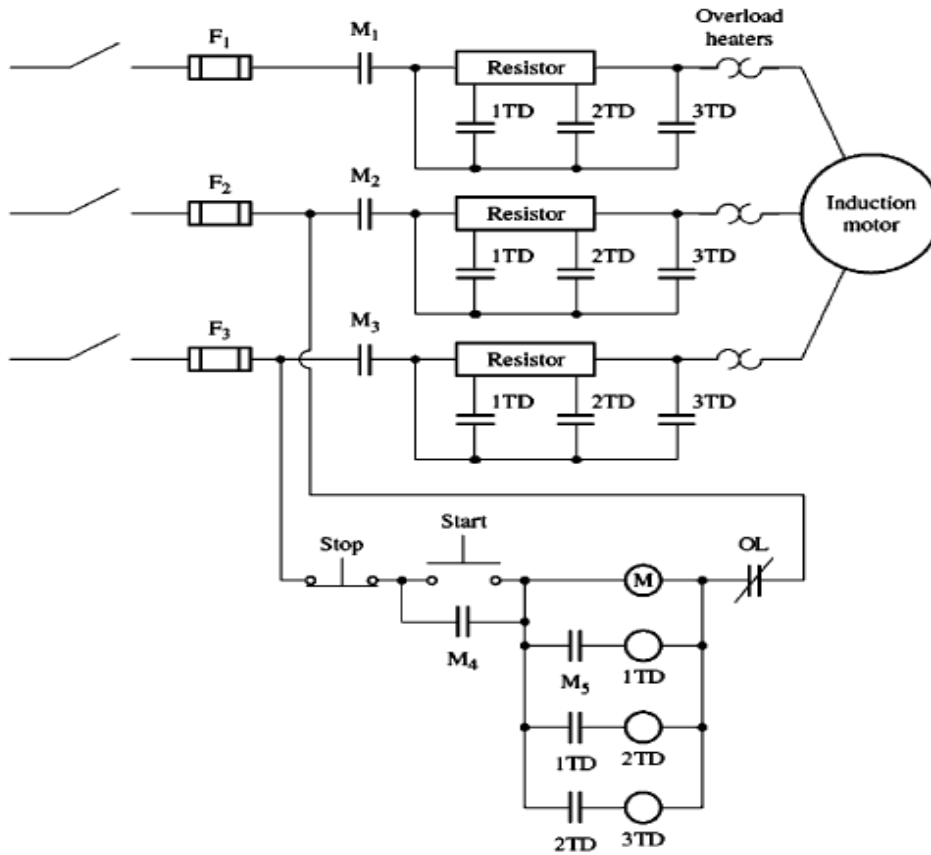 Overload
heaters
F₁
M₁
Resistor
1TD
2TD
3TD
F₂
M₂
Resistor
Induction
motor
1TD
2TD
3TD
F₃
M₃
Resistor
1TD
2TD
3TD
Start
Stop
OL
M
M₄
M₅
1TD
1TD
2TD
2TD
3TD